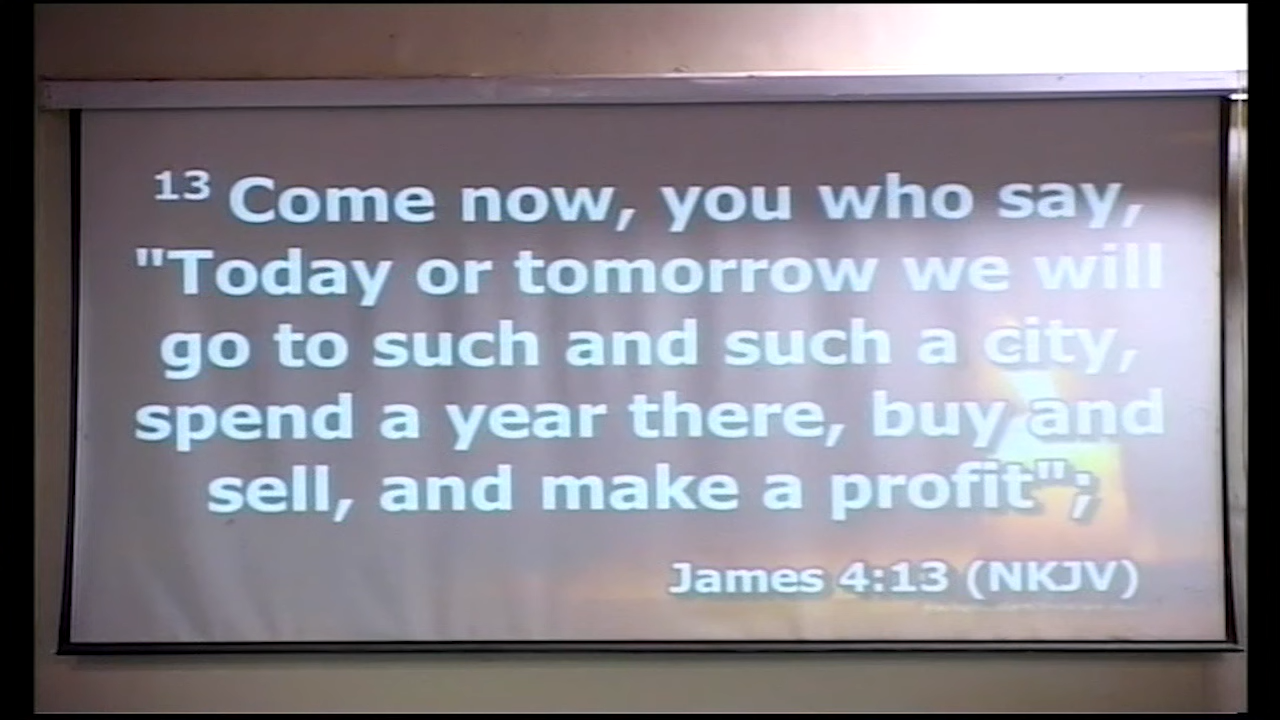 13 Come now, you who say,
"Today or tomorrow we will
go to such and such a city,
spend a year there, buy and
sell, and make a profit";
James 4:13 (NKJV)